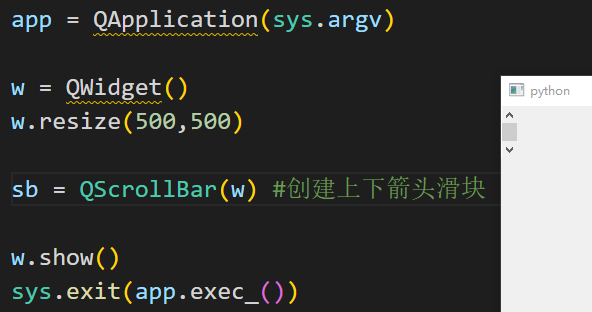 app = QApplication(sys.argv)
w = QWidget()
w.resize(500,500)
sb = QScrollBar(w) #创建上下箭头滑块
w.show()
sys.exit(app.exec_())
python